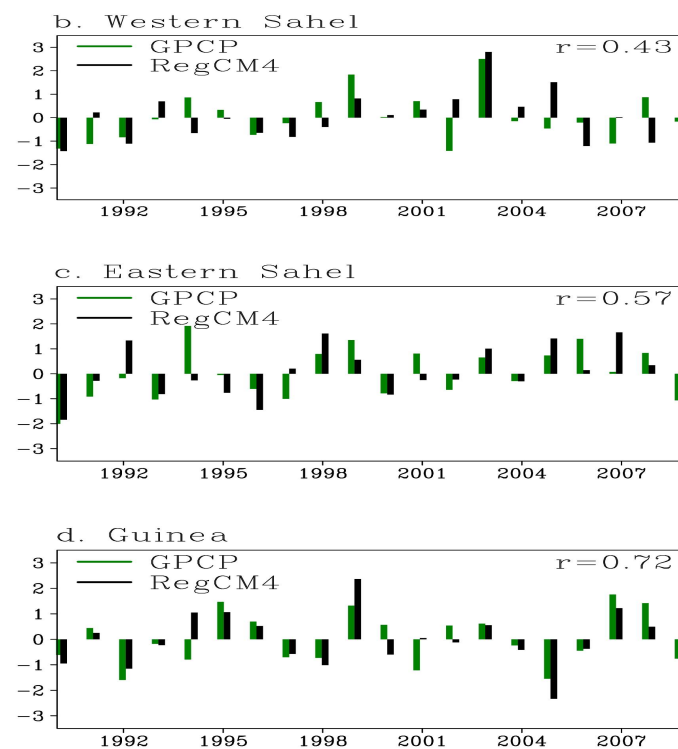 b. Western Sahel
GPCP
RegCM4
r=0.43
3
2
1
0
−1
−2
−3
1992 1995 1998 2001 2004 2007
c. Eastern Sahel
GPCP
RegCM4
r=0.57
3
2
1
0
−1
−2
−3
1992 1995 1998 2001 2004 2007
d. Guinea
GPCP
RegCM4
r=0.72
3
2
1
0
−1
−2
−3
1992 1995 1998 2001 2004 2007